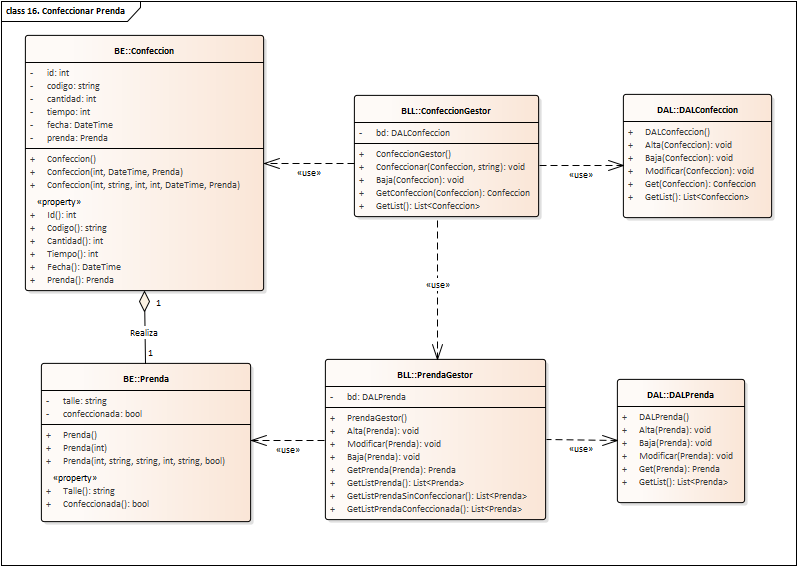 class 16. Confeccionar Prenda
BE::Confeccion
- id: int
- codigo: string
- cantidad: int
- tiempo: int
- fecha: DateTime
- prenda: Prenda
+ Confeccion()
+ Confeccion(int, DateTime, Prenda)
+ Confeccion(int, string, int, int, DateTime, Prenda)
«property»
+ Id(): int
+ Codigo(): string
+ Cantidad(): int
+ Tiempo(): int
+ Fecha(): DateTime
+ Prenda(): Prenda
«use»
BLL::ConfeccionGestor
- bd: DALConfeccion
+ ConfeccionGestor()
+ Confeccionar(Confeccion, string): void
+ Baja(Confeccion): void
+ GetConfeccion(Confeccion): Confeccion
+ GetList(): List<Confeccion>
«use»
DAL::DALConfeccion
+ DALConfeccion()
+ Alta(Confeccion): void
+ Baja(Confeccion): void
+ Modificar(Confeccion): void
+ Get(Confeccion): Confeccion
+ GetList(): List<Confeccion>
«use»
1
Realiza
1
BE::Prenda
- talle: string
- confeccionada: bool
+ Prenda()
+ Prenda(int)
+ Prenda(int, string, string, int, string, bool)
«property»
+ Talle(): string
+ Confeccionada(): bool
«use»
BLL::PrendaGestor
- bd: DALPrenda
+ PrendaGestor()
+ Alta(Prenda): void
+ Modificar(Prenda): void
+ Baja(Prenda): void
+ GetPrenda(Prenda): Prenda
+ GetListPrenda(): List<Prenda>
+ GetListPrendaSinConfeccionar(): List<Prenda>
+ GetListPrendaConfeccionada(): List<Prenda>
«use»
DAL::DALPrenda
+ DALPrenda()
+ Alta(Prenda): void
+ Baja(Prenda): void
+ Modificar(Prenda): void
+ Get(Prenda): Prenda
+ GetList(): List<Prenda>